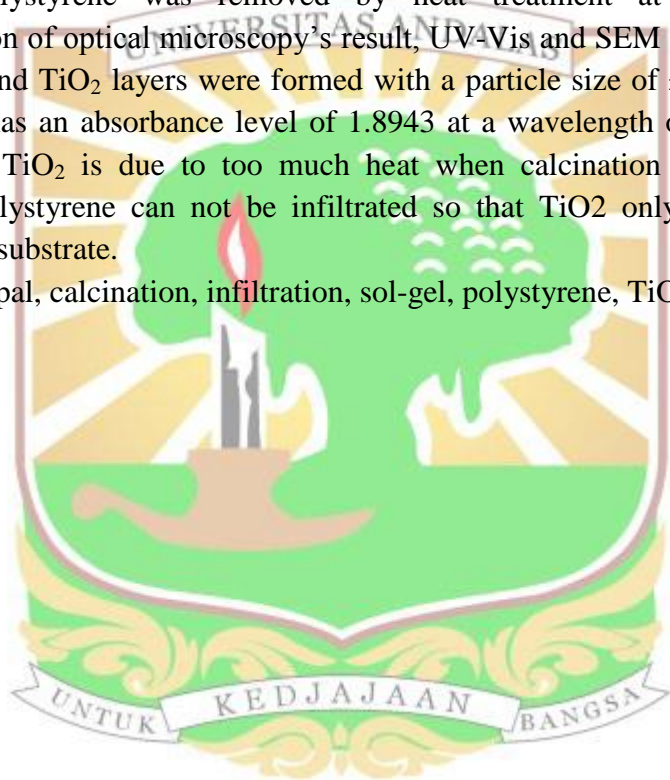 lystyrene was removed by heat treatment at
on of optical microscopy's result, UV-Vis and SEM
nd TiO₂ layers were formed with a particle size of
as an absorbance level of 1.8943 at a wavelength
TiO₂ is due to too much heat when calcination
lystyrene can not be infiltrated so that TiO2 only
substrate.
pal, calcination, infiltration, sol-gel, polystyrene,
UNIVERSITAS ANDA
UNTUK KEDJAJAAN BANGSA